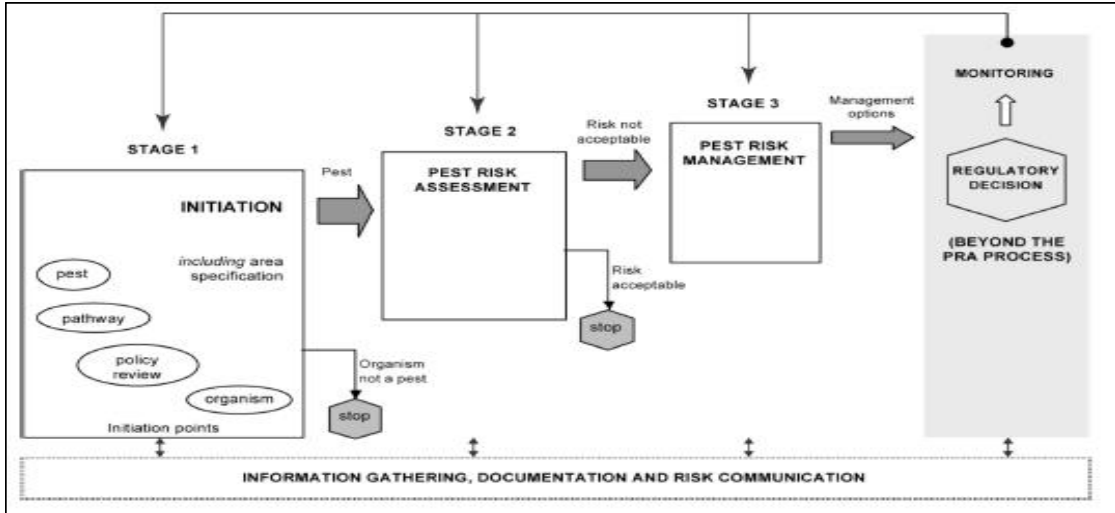 STAGE 1
INITIATION
including area
specification
pest
pathway
policy
review
organism
Initiation points
Pest
Organism
not a pest
stop
STAGE 2
PEST RISK
ASSESSMENT
Risk not
acceptable
Risk
acceptable
stop
STAGE 3
PEST RISK
MANAGEMENT
Management
options
MONITORING
REGULATORY
DECISION
(BEYOND THE
PRA PROCESS)
INFORMATION GATHERING, DOCUMENTATION AND RISK COMMUNICATION